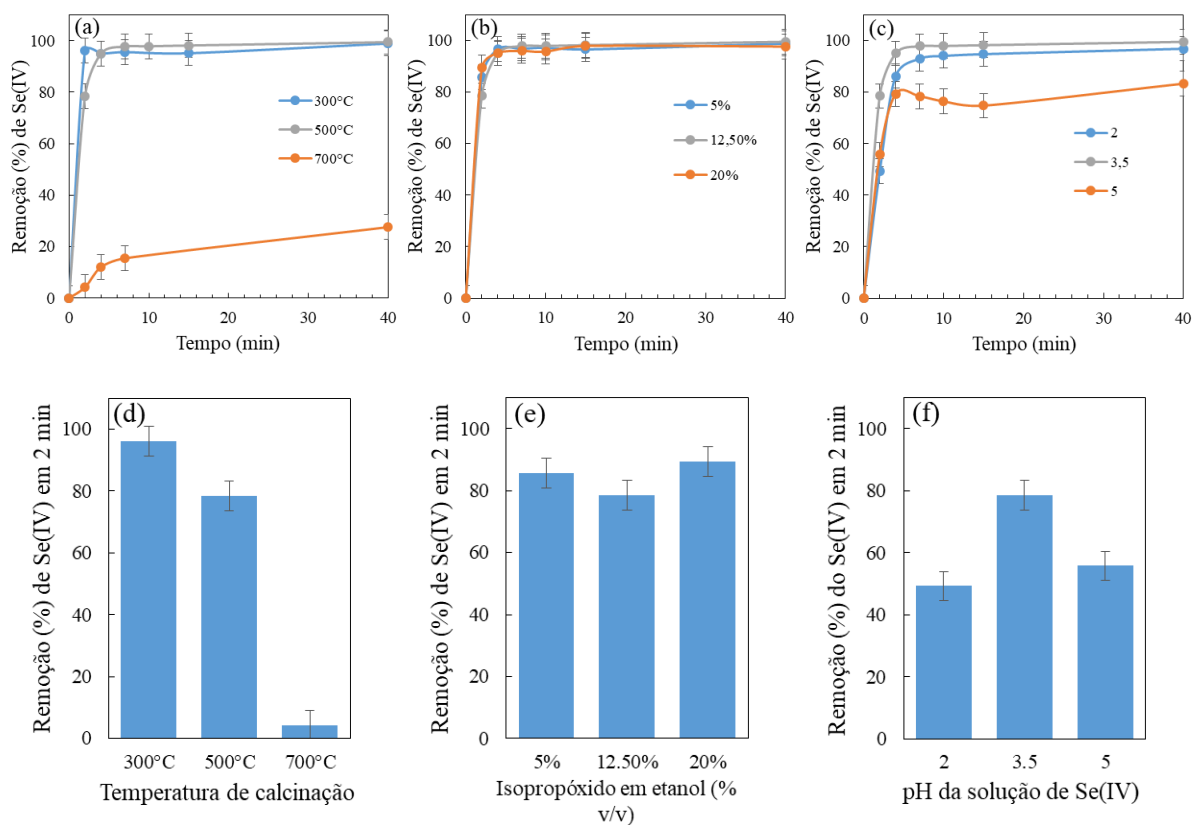 (a)
Remoção (%) de Se(IV)
100
80
60
40
20
0
0 10 20 30 40
Tempo (min)
300°C
500°C
700°C
(b)
Remoção (%) de Se(IV)
100
80
60
40
20
0
0 10 20 30 40
Tempo (min)
5%
12,50%
20%
(c)
Remoção (%) de Se(IV)
100
80
60
40
20
0
0 10 20 30 40
Tempo (min)
2
3,5
5
(d)
Remoção (%) de Se(IV) em 2 min
100
80
60
40
20
0
300°C 500°C 700°C
Temperatura de calcinação
(e)
Remoção (%) de Se(IV) em 2 min
100
80
60
40
20
0
5% 12.50% 20%
Isopropóxido em etanol (%
v/v)
(f)
Remoção (%) do Se(IV) em 2 min
100
80
60
40
20
0
2 3.5 5
pH da solução de Se(IV)